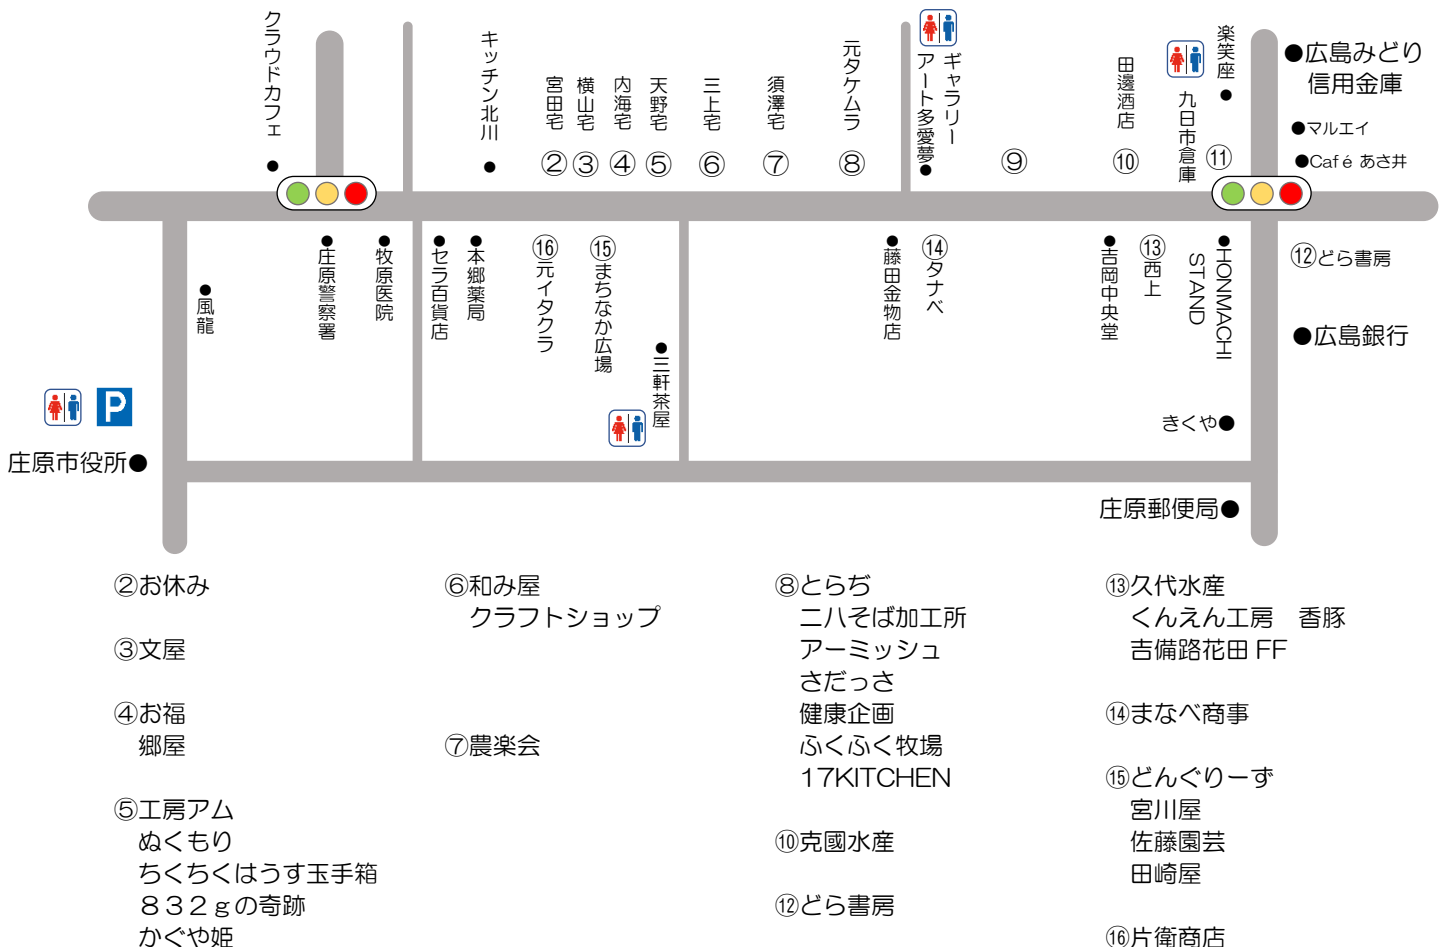 クラウドカフェ
キッチン北川
宮田宅
横山宅
内海宅
天野宅
三上宅
須澤宅
元タケムラ
ギャラリー
アート多愛夢
田邊酒店
九日市倉庫
楽笑座
●広島みどり
信用金庫
●マルエイ
●Café あさ井
②
③
④
⑤
⑥
⑦
⑧
⑨
⑩
⑪
風龍
庄原警察署
牧原医院
セラ百貨店
本郷薬局
⑯元イタクラ
⑮まちなか広場
三軒茶屋
藤田金物店
⑭タナベ
吉岡中央堂
⑬西上
HONMACHI
STAND
⑫どら書房
●広島銀行
P
きくや●
庄原市役所●
庄原郵便局●
②お休み
③文屋
④お福
郷屋
⑤工房アム
ぬくもり
ちくちくはうす玉手箱
832gの奇跡
かぐや姫
⑥和み屋
クラフトショップ
⑦農楽会
⑧とらぢ
二八そば加工所
アーミッシュ
さだっさ
健康企画
ふくふく牧場
17KITCHEN
⑩克國水産
⑫どら書房
⑬久代水産
くんえん工房 香豚
吉備路花田 FF
⑭まなべ商事
⑮どんぐりーず
宮川屋
佐藤園芸
田崎屋
⑯片衛商店